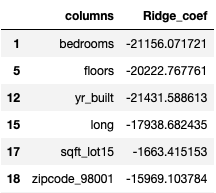 columns Ridge_coef
1 bedrooms -21156.071721
5 floors -20222.767761
12 yr_built -21431.588613
15 long -17938.682435
17 sqft_lot15 -1663.415153
18 zipcode_98001 -15969.103784